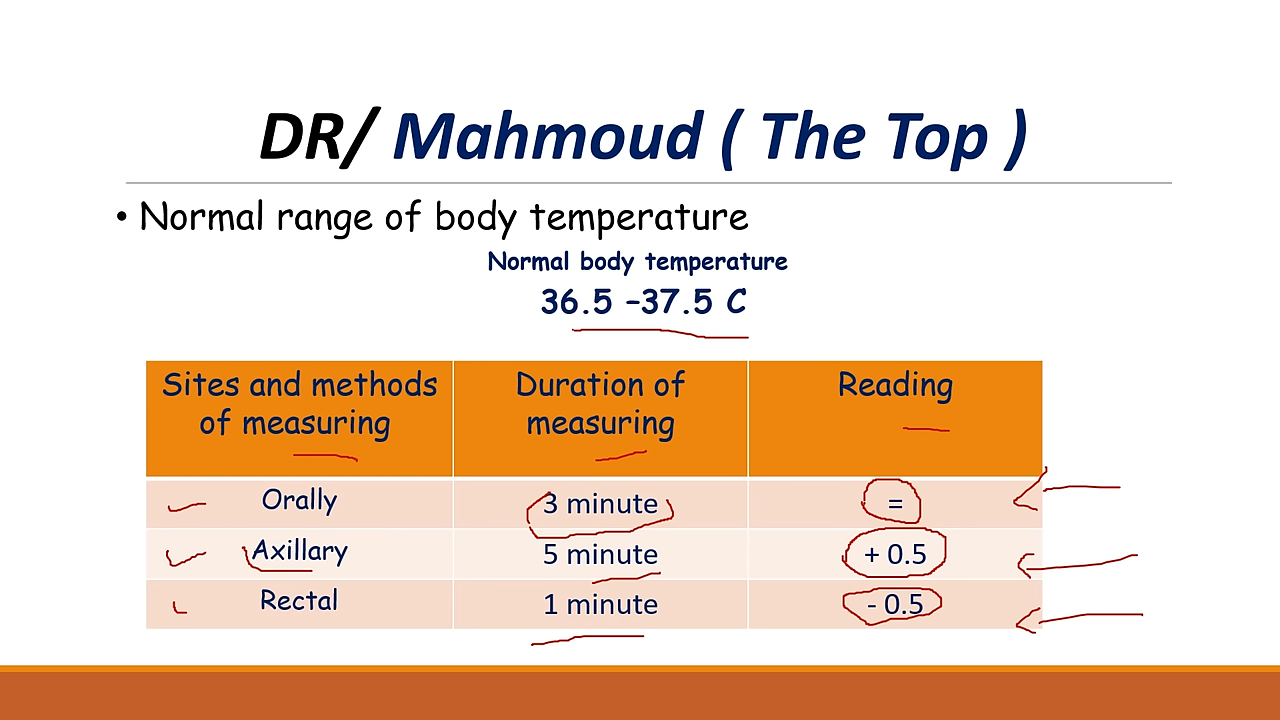 DR/ Mahmoud ( The Top )
• Normal range of body temperature
Normal body temperature
36.5 –37.5 C
Sites and methods of measuring
Duration of measuring
Reading
Orally
3 minute
=
Axillary
5 minute
+ 0.5
Rectal
1 minute
- 0.5